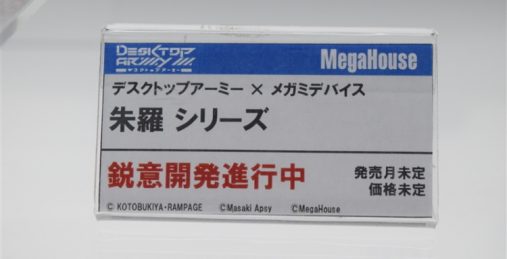 DESKTOP
ARMY
デスクトップアーミー
MegaHouse
デスクトップアーミー × メガミデバイス
朱羅 シリーズ
鋭意開発進行中
発売月未定
価格未定
© KOTOBUKIYA・RAMPAGE ©Masaki Apsy ©MegaHouse